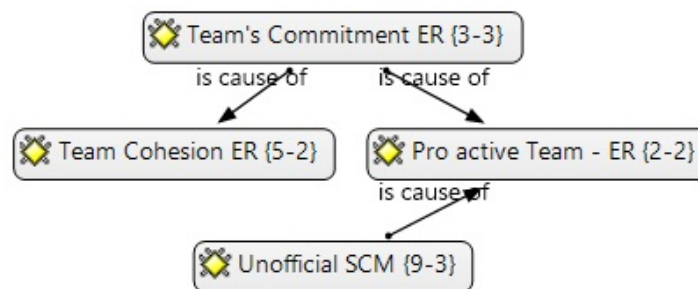 Team's Commitment ER {3-3}
is cause of
is cause of
Team Cohesion ER {5-2}
Pro active Team - ER {2-2}
is cause of
Unofficial SCM {9-3}